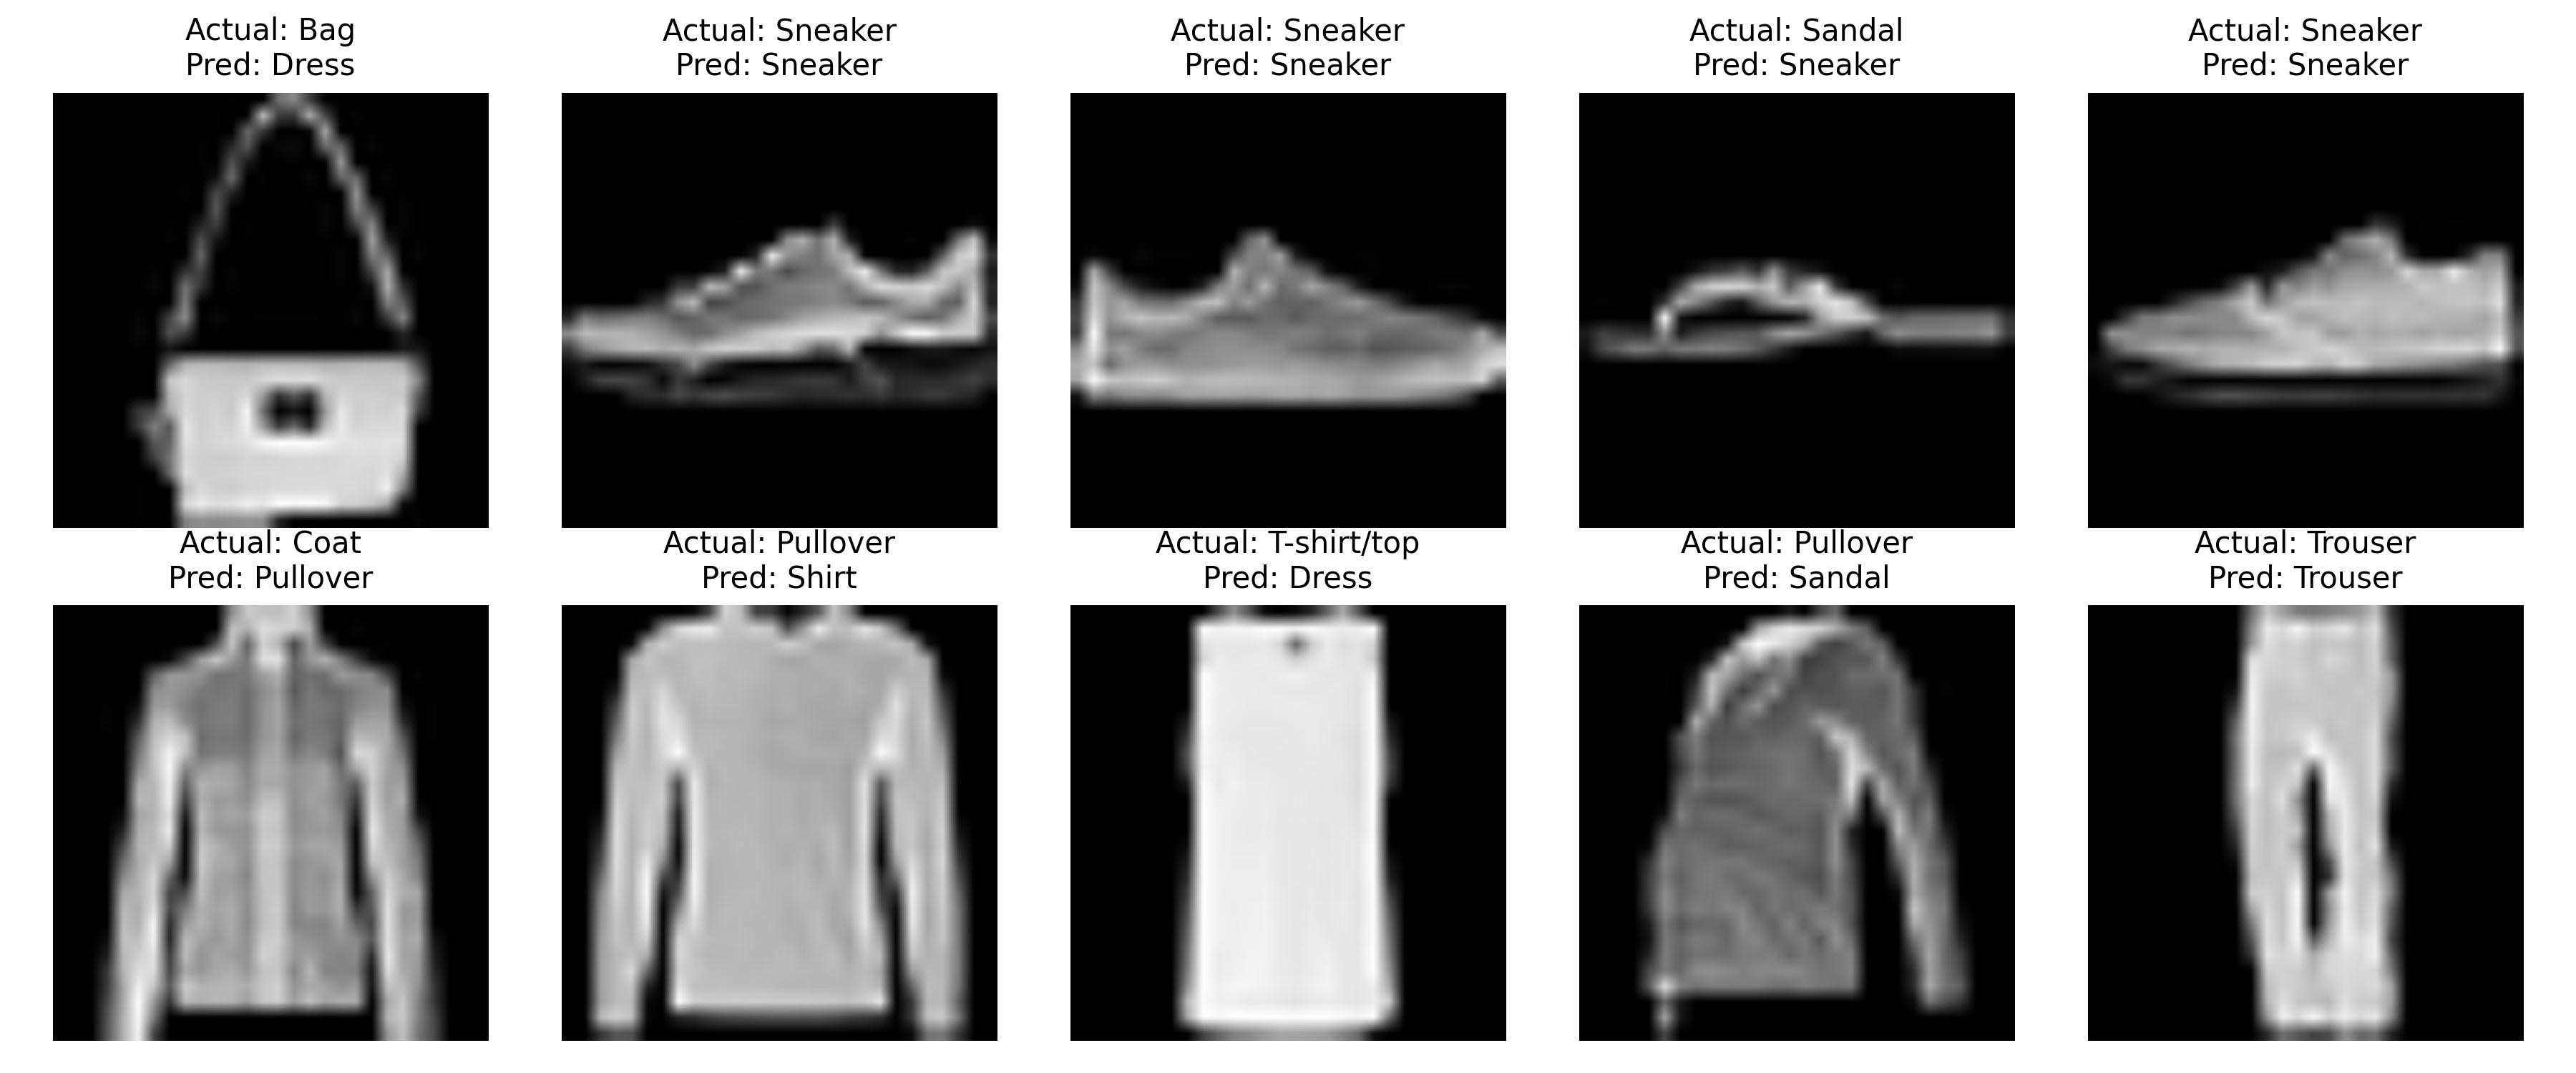 Actual: Bag
Pred: Dress
Actual: Sneaker
Pred: Sneaker
Actual: Sneaker
Pred: Sneaker
Actual: Sandal
Pred: Sneaker
Actual: Sneaker
Pred: Sneaker
Actual: Coat
Pred: Pullover
Actual: Pullover
Pred: Shirt
Actual: T-shirt/top
Pred: Dress
Actual: Pullover
Pred: Sandal
Actual: Trouser
Pred: Trouser